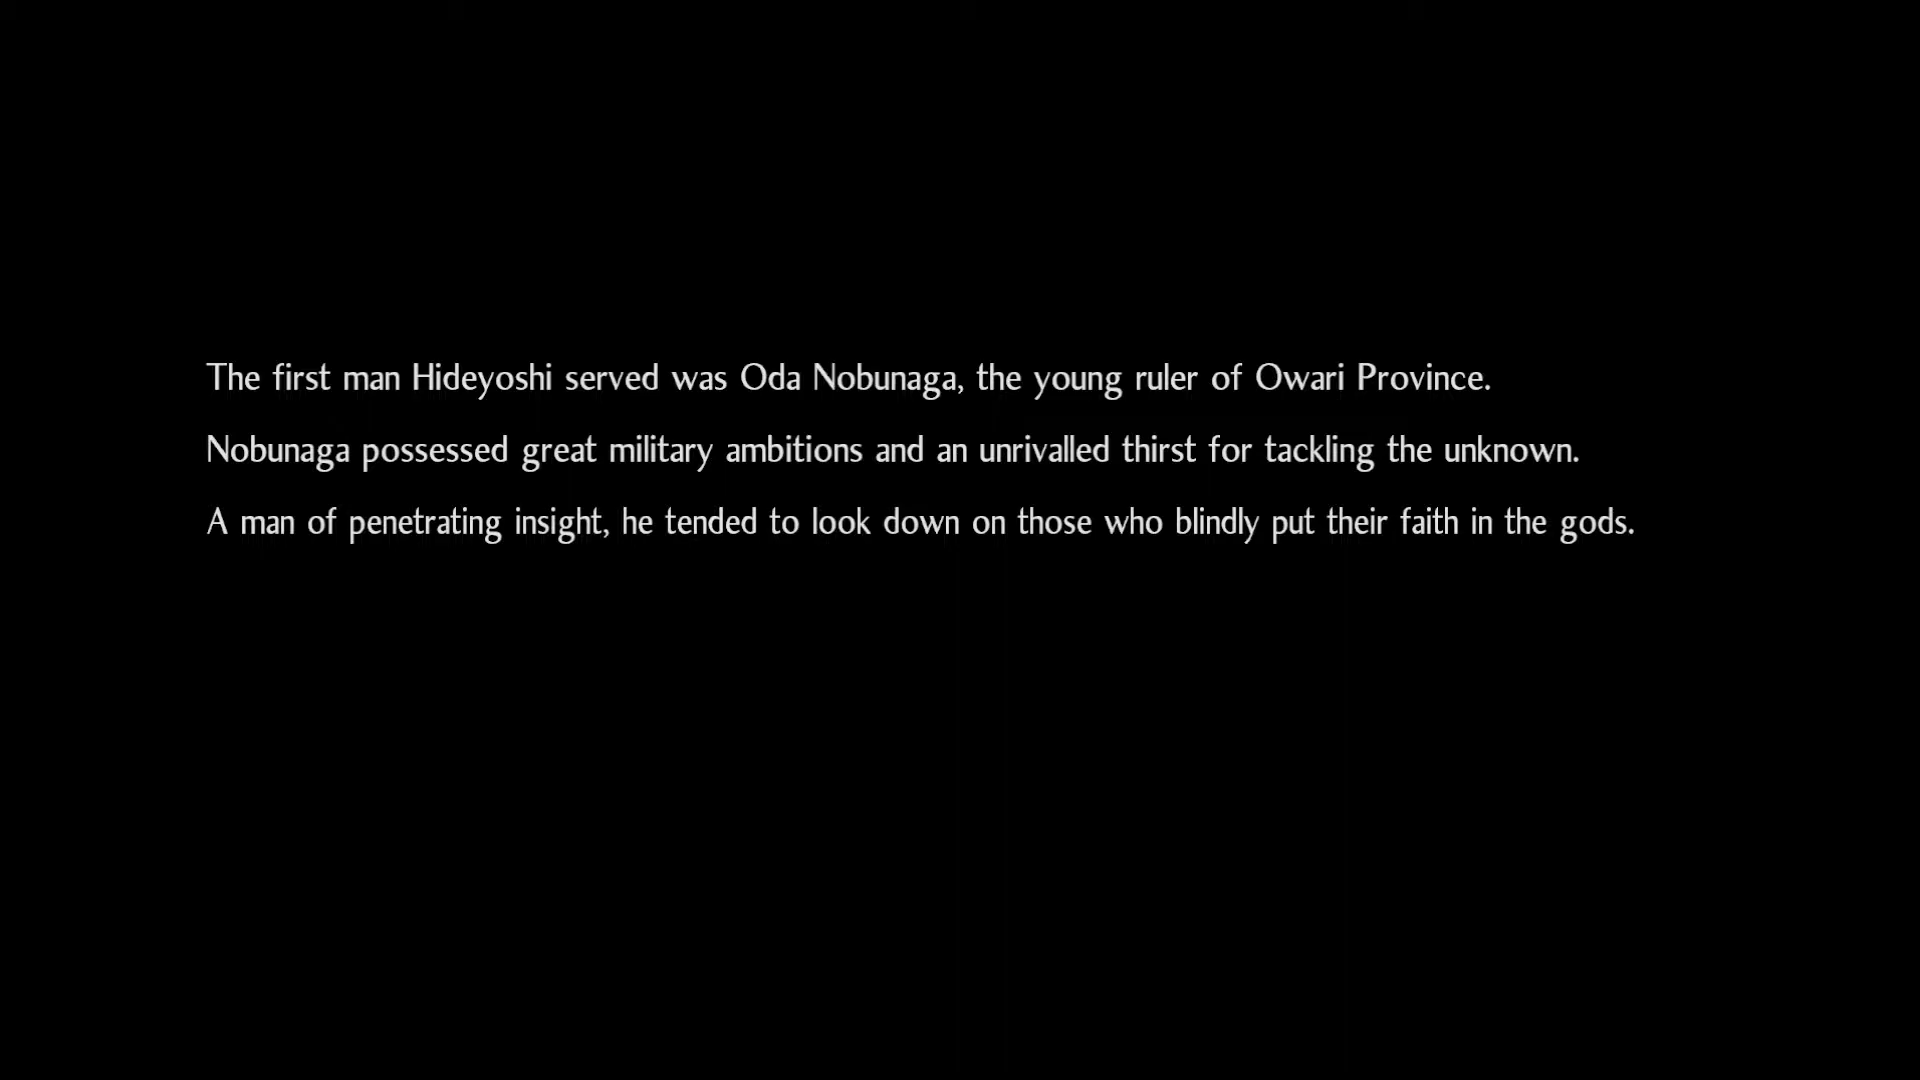 The first man Hideyoshi served was Oda Nobunaga, the young ruler of Owari Province.
Nobunaga possessed great military ambitions and an unrivalled thirst for tackling the unknown.
A man of penetrating insight, he tended to look down on those who blindly put their faith in the gods.